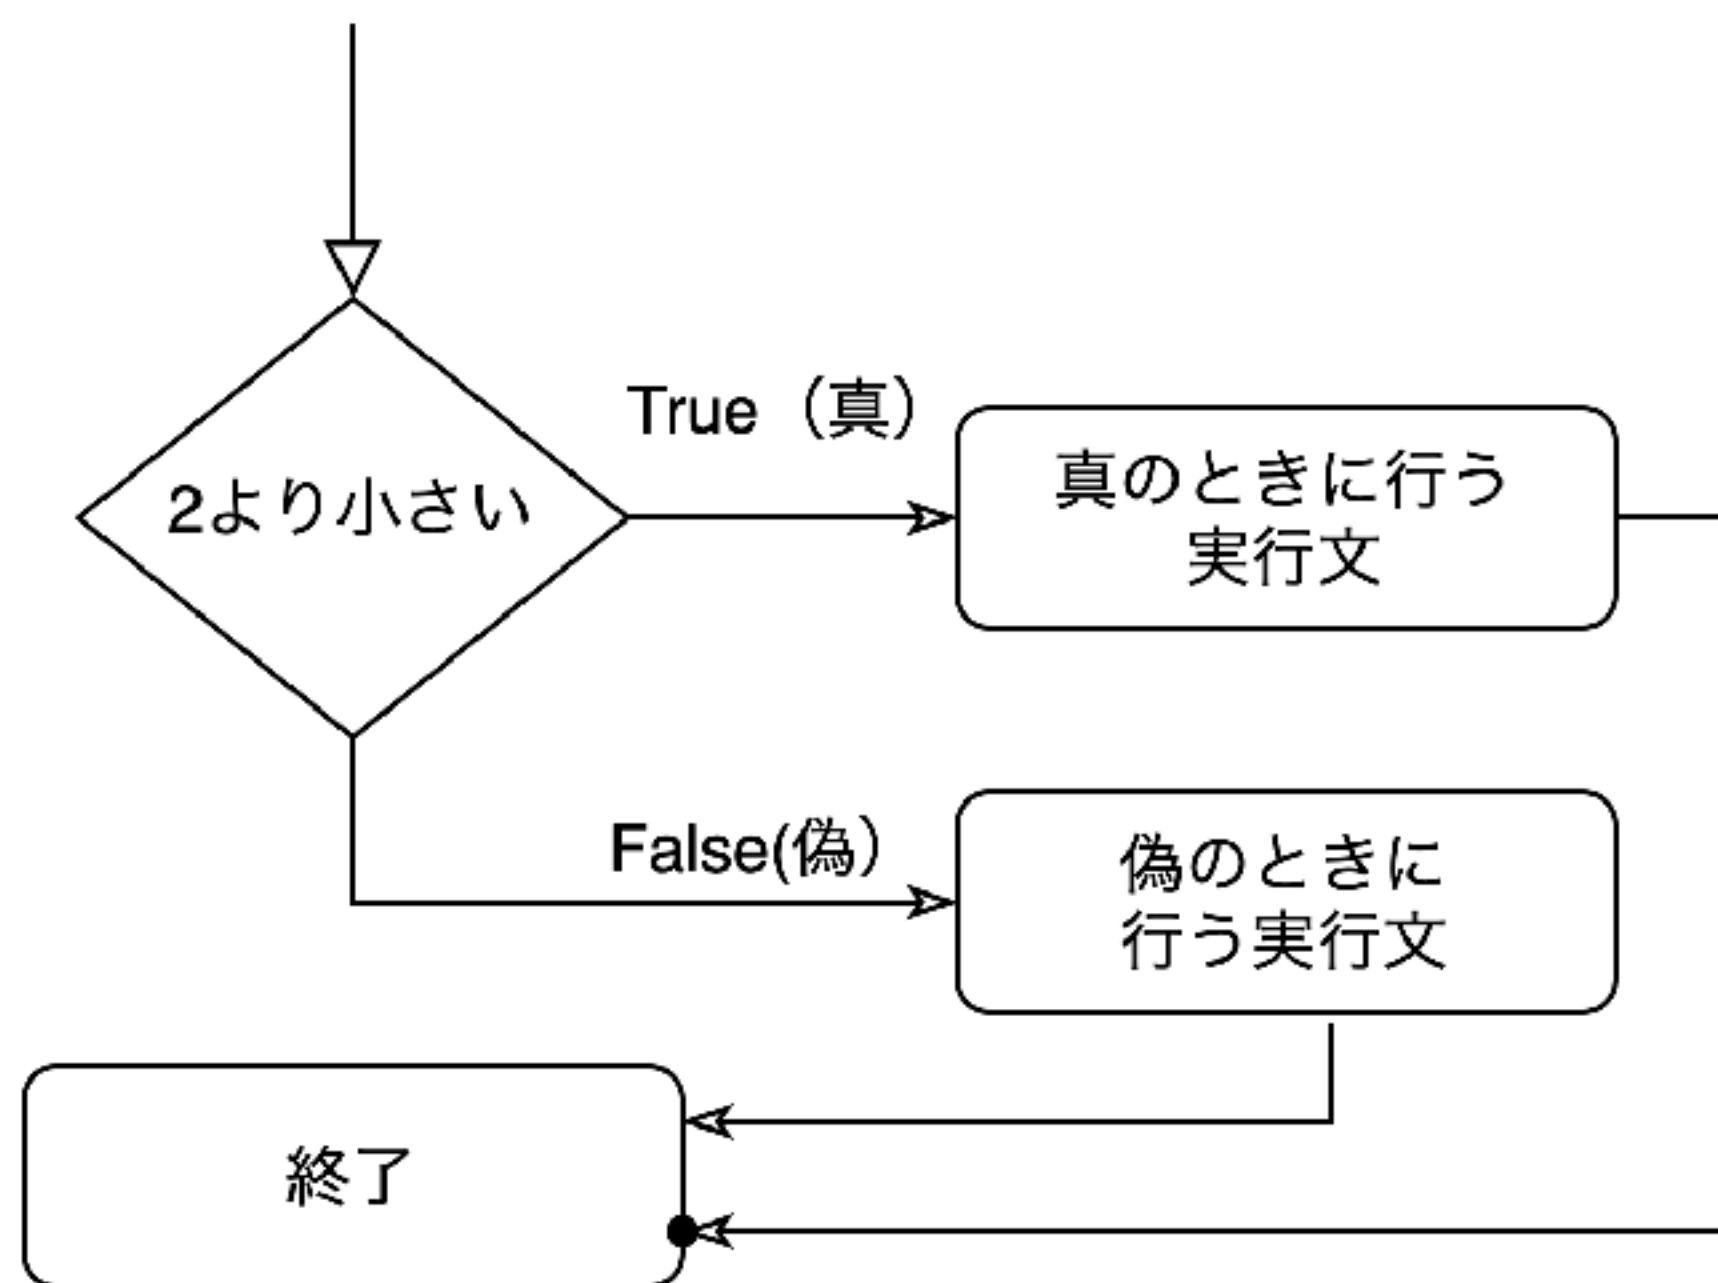 True（真）
2より小さい
真のときに行う
実行文
False(偽）
偽のときに
行う実行文
終了